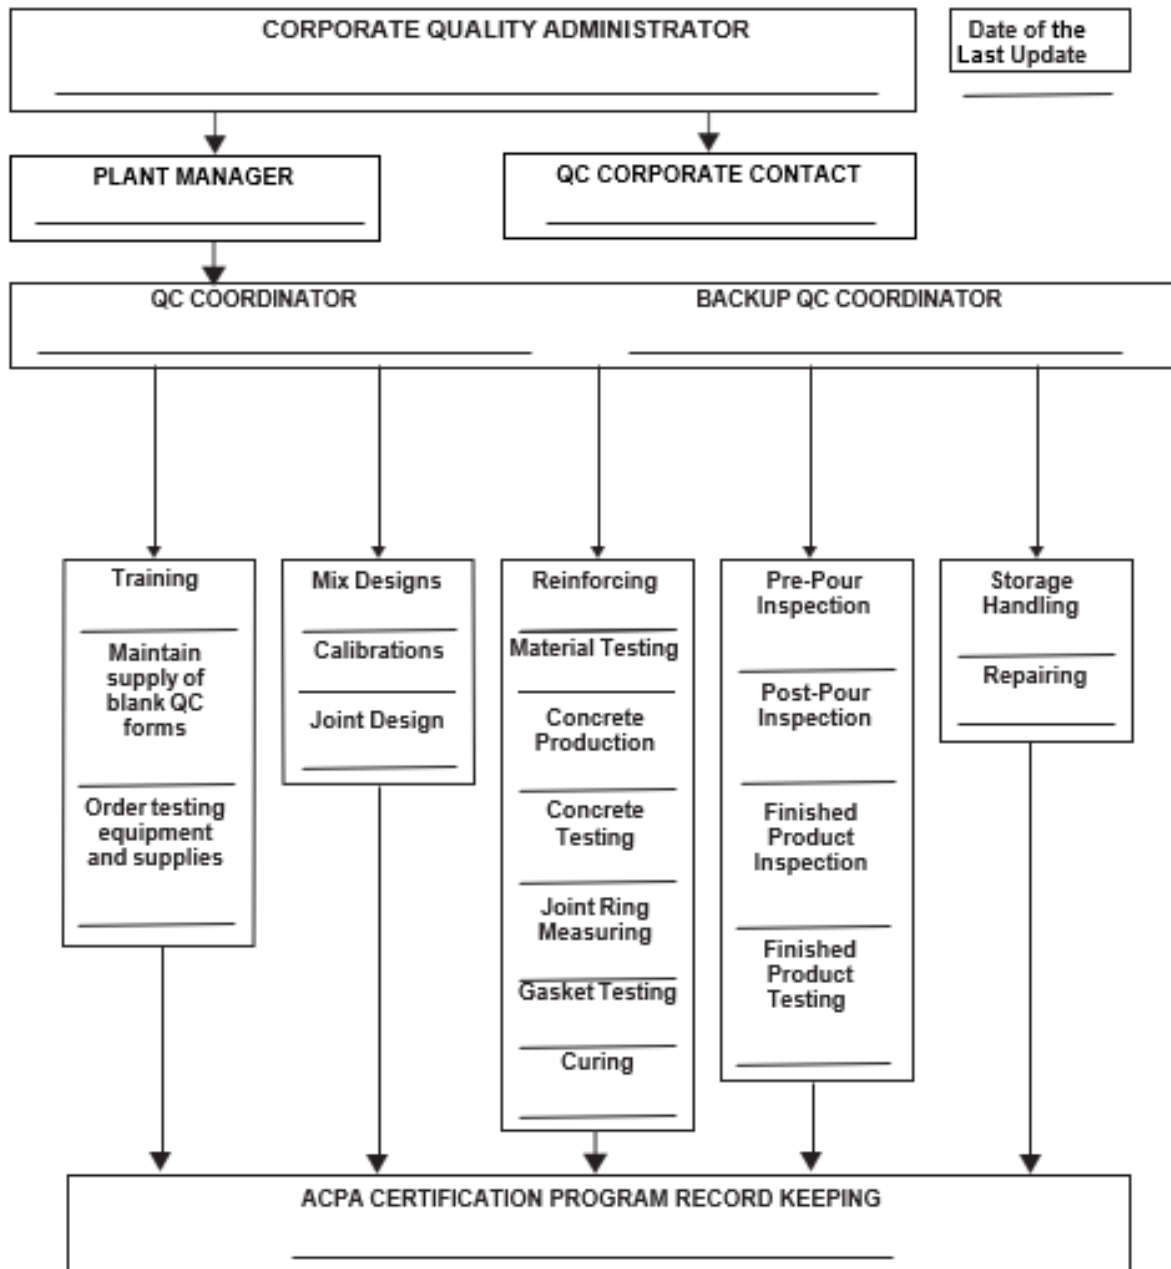 CORPORATE QUALITY ADMINISTRATOR
Date of the
Last Update
PLANT MANAGER
QC CORPORATE CONTACT
QC COORDINATOR
BACKUP QC COORDINATOR
Training
Maintain
supply of
blank QC
forms
Order testing
equipment
and supplies
Mix Designs
Calibrations
Joint Design
Reinforcing
Material Testing
Concrete
Production
Concrete
Testing
Joint Ring
Measuring
Gasket Testing
Curing
Pre-Pour
Inspection
Post-Pour
Inspection
Finished
Product
Inspection
Finished
Product
Testing
Storage
Handling
Repairing
ACPA CERTIFICATION PROGRAM RECORD KEEPING